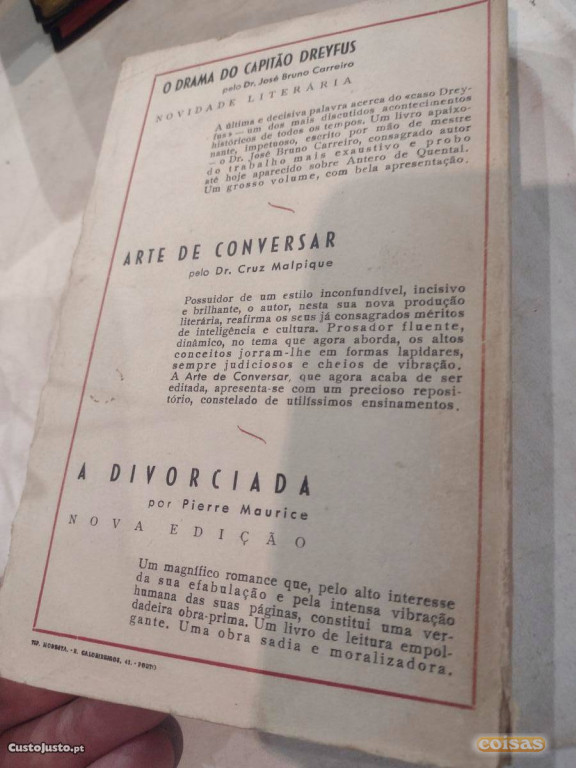 O DRAMA DO CAPITÃO DREYFUS
pelo Dr. José Bruno Carreiro
NOVIDADE LITERÁRIA
A última e decisiva palavra acerca do «caso Drey-
fus» — um dos mais discutidos acontecimentos
históricos de todos os tempos. Um livro apaixo-
nante, impetuoso, escrito por mão de mestre
— o Dr. José Bruno Carreiro, consagrado autor
do trabalho mais exaustivo e probo
até hoje aparecido sobre Antero de Quental.
Um grosso volume, com bela apresentação.
ARTE DE CONVERSAR
pelo Dr. Cruz Malpique
Possuidor de um estilo inconfundível, incisivo
e brilhante, o autor, nesta sua nova produção
literária, reafirma os seus já consagrados méritos
de inteligência e cultura. Prosador fluente,
dinâmico, no tema que agora aborda, os altos
conceitos jorram-lhe em formas lapidares,
sempre judiciosos e cheios de vibração.
A Arte de Conversar, que agora acaba de ser
editada, apresenta-se com um precioso reposi-
tório, constelado de utilíssimos ensinamentos.
A DIVORCIADA
por Pierre Maurice
NOVA EDIÇÃO
Um magnífico romance que, pelo alto interesse
da sua efabulação e pela intensa vibração
humana das suas páginas, constitui uma ver-
dadeira obra-prima. Um livro de leitura empol-
gante. Uma obra sadia e moralizadora.
PORTO
CustoJusto.pt
coisas